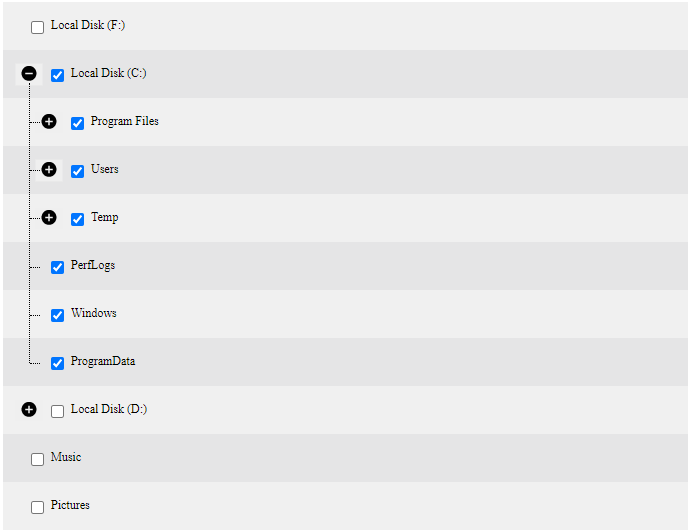 Local Disk (F:)
Local Disk (C:)
Program Files
Users
Temp
PerfLogs
Windows
ProgramData
Local Disk (D:)
Music
Pictures